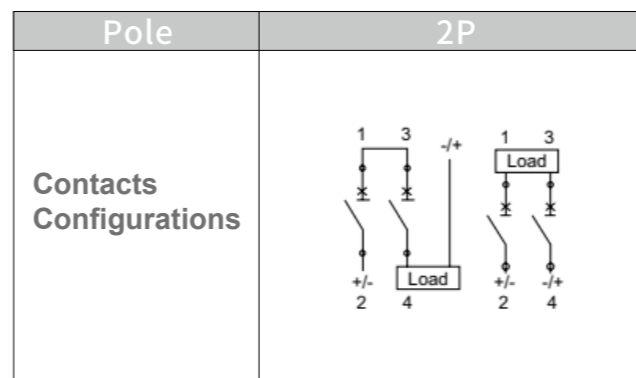 Pole 2P
Contacts
Configurations
1 3 -/+ 1 3
Load
+/- Load +/- -/+
2 4 2 4